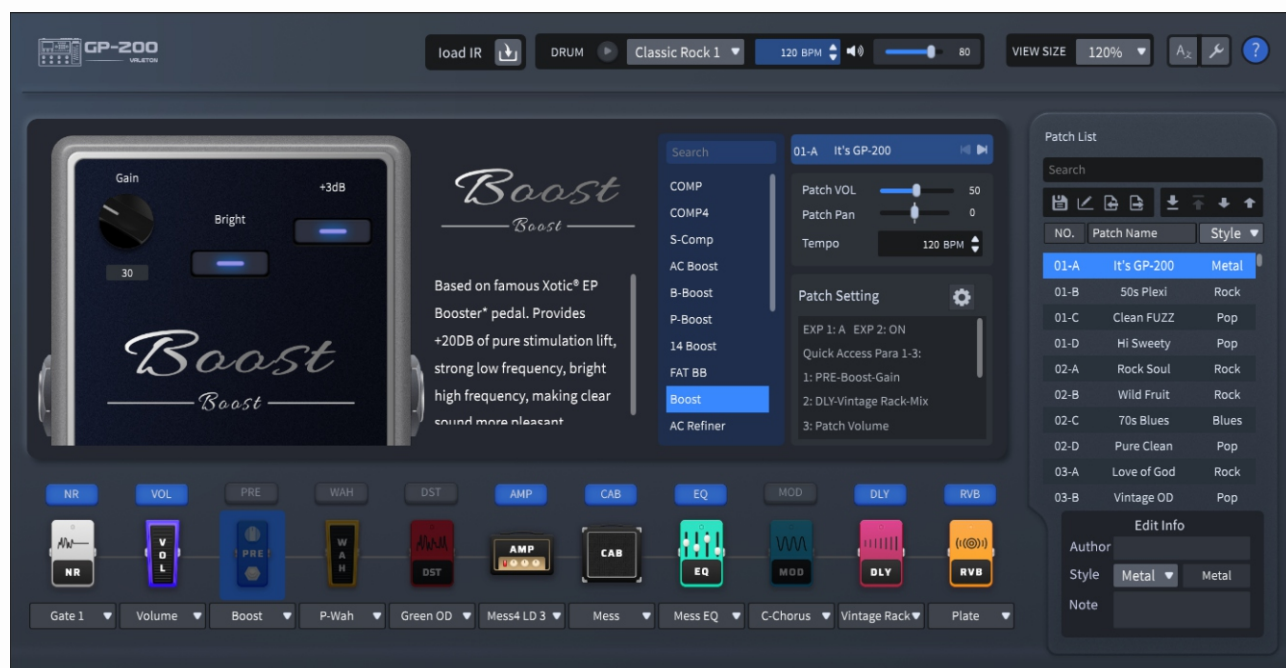 GP-200
VALETON
load IR
DRUM
Classic Rock 1
120 BPM
80
VIEW SIZE
120%
?
Gain
30
Bright
+3dB
Boost
Boost
Boost
Boost
Based on famous Xotic® EP
Booster* pedal. Provides
+20DB of pure stimulation lift,
strong low frequency, bright
high frequency, making clear
sound more pleasant
Search
COMP
COMP4
S-Comp
AC Boost
B-Boost
P-Boost
14 Boost
FAT BB
Boost
AC Refiner
01-A It's GP-200
Patch VOL 50
Patch Pan 0
Tempo 120 BPM
Patch Setting
EXP 1: A EXP 2: ON
Quick Access Para 1-3:
1: PRE-Boost-Gain
2: DLY-Vintage Rack-Mix
3: Patch Volume
Patch List
Search
NO. Patch Name Style
01-A It's GP-200 Metal
01-B 50s Plexi Rock
01-C Clean FUZZ Pop
01-D Hi Sweety Pop
02-A Rock Soul Rock
02-B Wild Fruit Rock
02-C 70s Blues Blues
02-D Pure Clean Pop
03-A Love of God Rock
03-B Vintage OD Pop
Edit Info
Author
Style Metal Metal
Note
NR VOL PRE WAH DST AMP CAB EQ MOD DLY RVB
NR VOL PRE WAH DST AMP CAB EQ MOD DLY RVB
Gate 1 Volume Boost P-Wah Green OD Mess4 LD 3 Mess Mess EQ C-Chorus Vintage Rack Plate